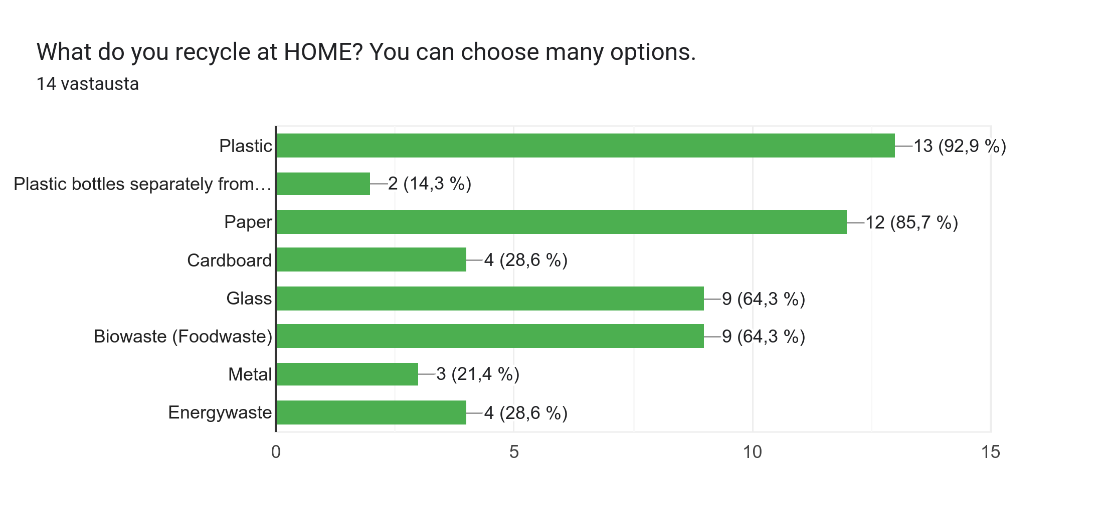 What do you recycle at HOME? You can choose many options.
14 vastausta
Plastic 13 (92,9 %)
Plastic bottles separately from… 2 (14,3 %)
Paper 12 (85,7 %)
Cardboard 4 (28,6 %)
Glass 9 (64,3 %)
Biowaste (Foodwaste) 9 (64,3 %)
Metal 3 (21,4 %)
Energywaste 4 (28,6 %)
0 5 10 15